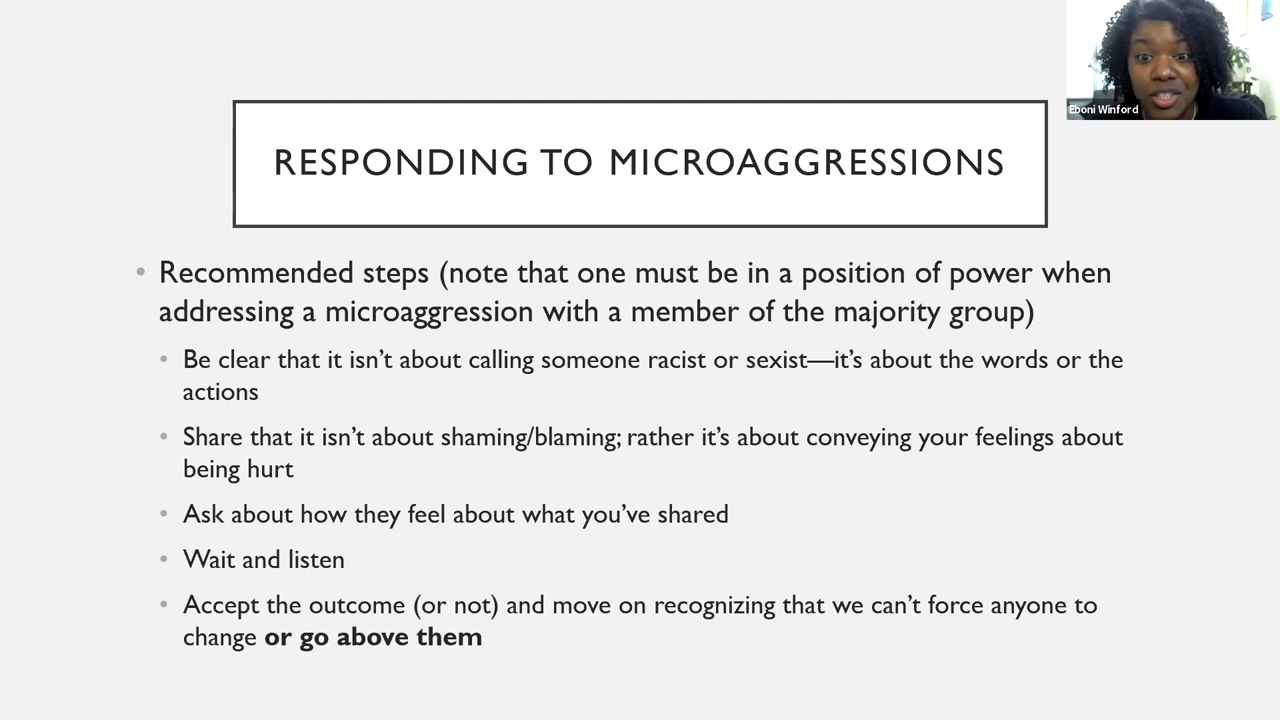 Eboni Winford
RESPONDING TO MICROAGGRESSIONS
• Recommended steps (note that one must be in a position of power when
addressing a microaggression with a member of the majority group)
• Be clear that it isn't about calling someone racist or sexist—it's about the words or the
actions
• Share that it isn't about shaming/blaming; rather it's about conveying your feelings about
being hurt
• Ask about how they feel about what you've shared
• Wait and listen
• Accept the outcome (or not) and move on recognizing that we can't force anyone to
change or go above them